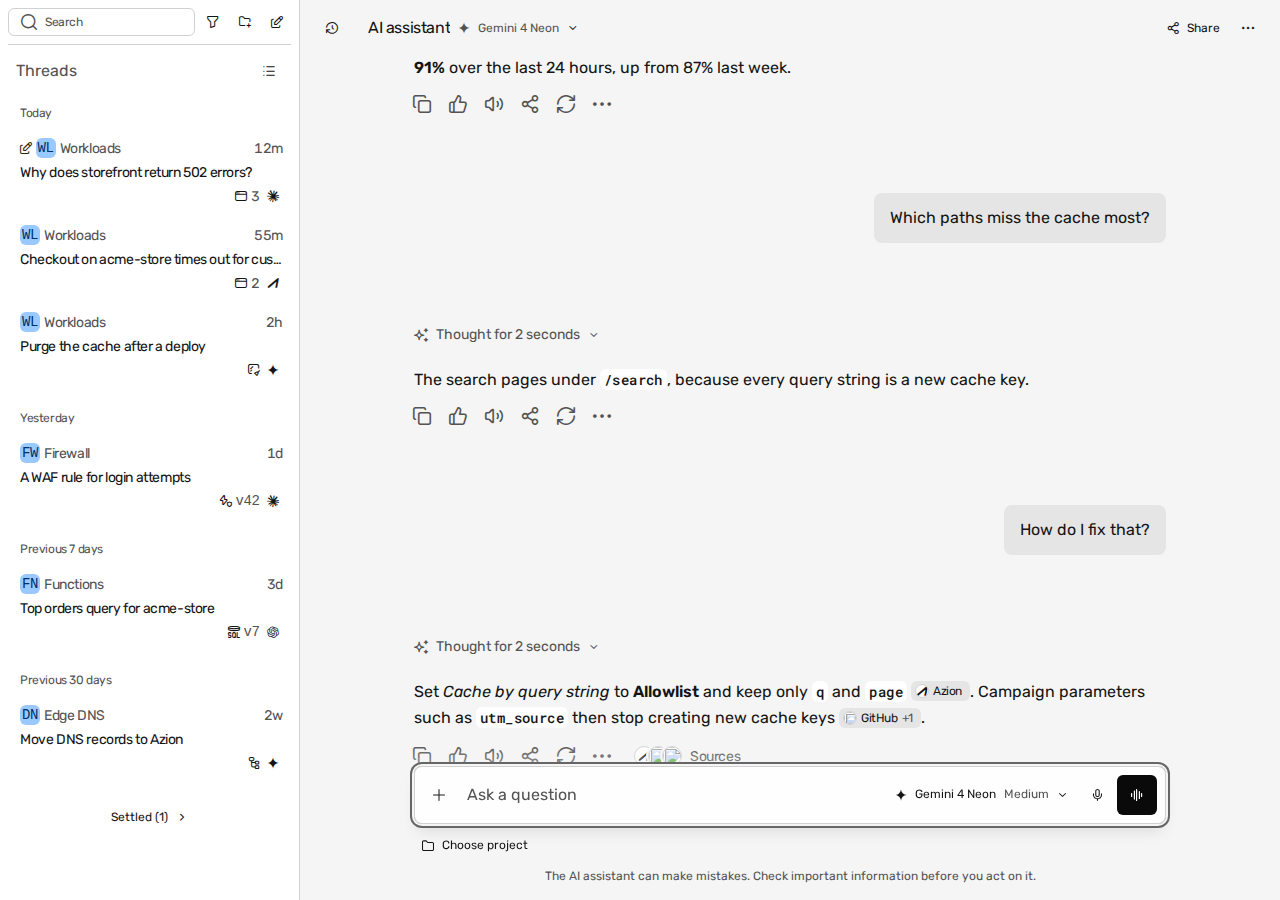 Search
Threads
Today
WL Workloads 12m
Why does storefront return 502 errors?
3
WL Workloads 55m
Checkout on acme-store times out for cus...
2
WL Workloads 2h
Purge the cache after a deploy
Yesterday
FW Firewall 1d
A WAF rule for login attempts
v42
Previous 7 days
FN Functions 3d
Top orders query for acme-store
v7
Previous 30 days
DN Edge DNS 2w
Move DNS records to Azion
Settled (1)
AI assistant Gemini 4 Neon
Share
91% over the last 24 hours, up from 87% last week.
Which paths miss the cache most?
Thought for 2 seconds
The search pages under /search, because every query string is a new cache key.
How do I fix that?
Thought for 2 seconds
Set Cache by query string to Allowlist and keep only q and page Azion. Campaign parameters
such as utm_source then stop creating new cache keys GitHub +1.
Sources
Ask a question
Gemini 4 Neon Medium
Choose project
The AI assistant can make mistakes. Check important information before you act on it.